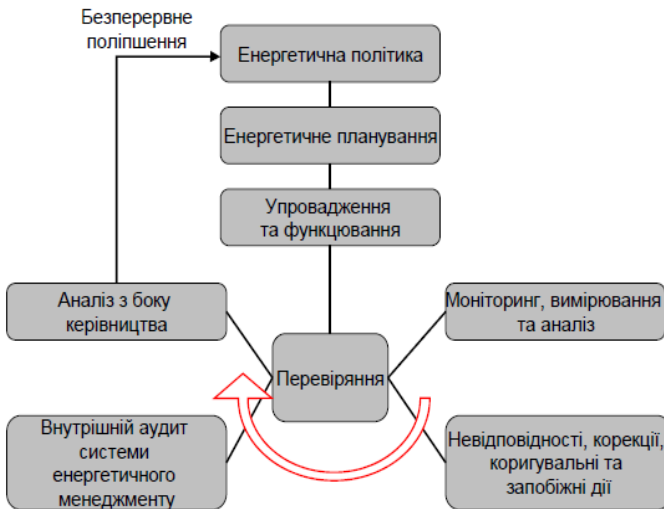 Безперервне
поліпшення
Енергетична політика
Енергетичне планування
Упровадження
та функцювання
Аналіз з боку
керівництва
Моніторинг, вимірювання
та аналіз
Перевіряння
Внутрішній аудит
системи
енергетичного
менеджменту
Невідповідності, корекції,
коригувальні та
запобіжні дії